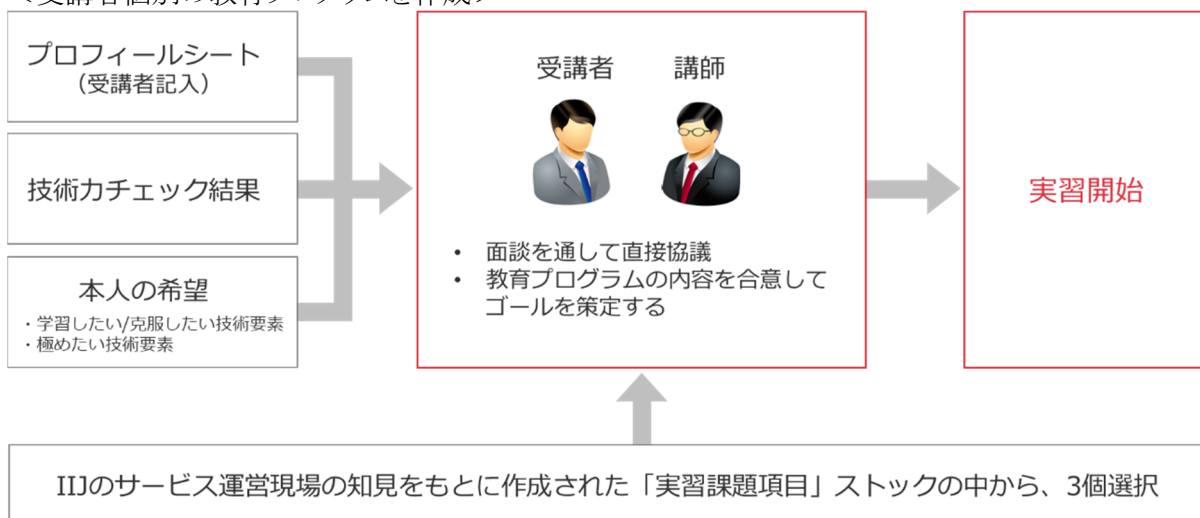 プロフィールシート
（受講者記入）
技術力チェック結果
本人の希望
・学習したい/克服したい技術要素
・極めたい技術要素
受講者
講師
• 面談を通して直接協議
• 教育プログラムの内容を合意して
ゴールを策定する
実習開始
IIJのサービス運営現場の知見をもとに作成された「実習課題項目」ストックの中から、3個選択